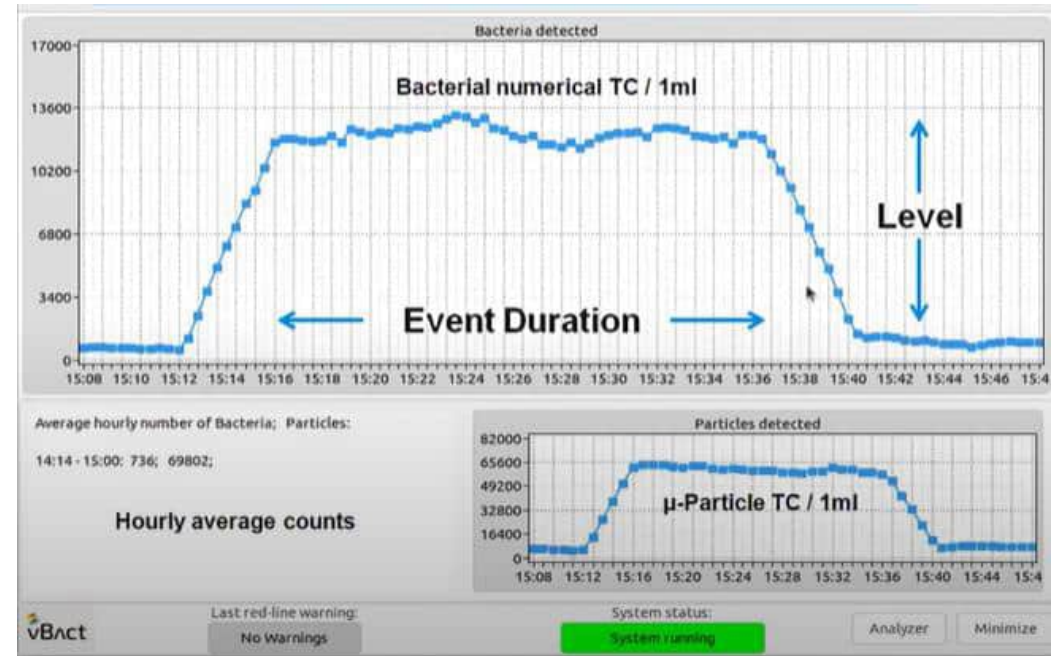 Bacteria detected
17000
Bacterial numerical TC / 1ml
13600
10200
Level
6800
3400
Event Duration
0
15:08 15:10 15:12 15:14 15:16 15:18 15:20 15:22 15:24 15:26 15:28 15:30 15:32 15:34 15:36 15:38 15:40 15:42 15:44 15:46 15:4
Average hourly number of Bacteria; Particles:
14:14 - 15:00: 736; 69802;
Hourly average counts
Particles detected
82000
65600
49200
μ-Particle TC / 1ml
32800
16400
0
15:08 15:12 15:16 15:20 15:24 15:28 15:32 15:36 15:40 15:44 15:4
vBact
Last red-line warning:
No Warnings
System status:
System running
Analyzer
Minimize